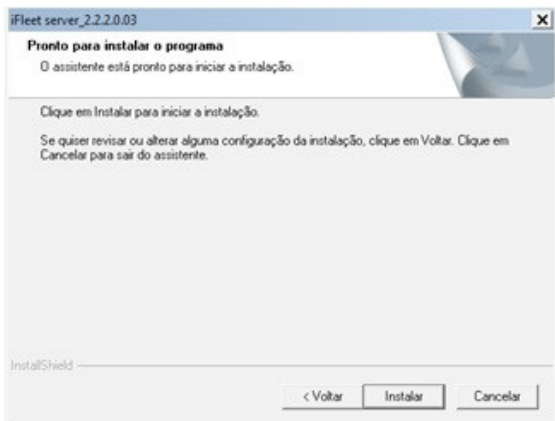 iFleet server_2.2.2.0.03
Pronto para instalar o programa
O assistente está pronto para iniciar a instalação.
Clique em Instalar para iniciar a instalação.
Se quiser revisar ou alterar alguma configuração da instalação, clique em Voltar. Clique em
Cancelar para sair do assistente.
InstallShield
< Voltar
Instalar
Cancelar